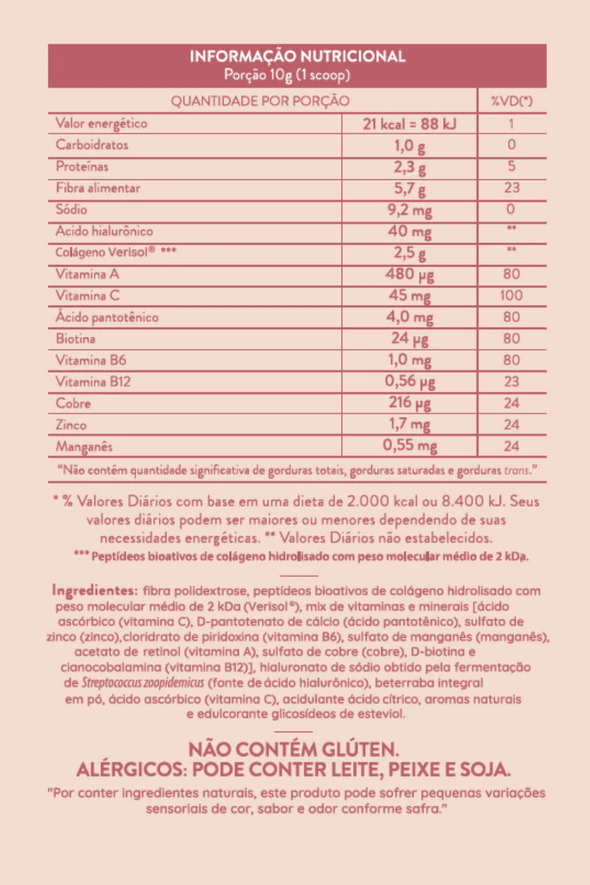 INFORMAÇÃO NUTRICIONAL
Porção 10g (1 scoop)
QUANTIDADE POR PORÇÃO %VD(*)
Valor energético 21 kcal = 88 kJ 1
Carboidratos 1,0 g 0
Proteínas 2,3 g 5
Fibra alimentar 5,7 g 23
Sódio 9,2 mg 0
Ácido hialurônico 40 mg **
Colágeno Verisol® *** 2,5 g **
Vitamina A 480 µg 80
Vitamina C 45 mg 100
Ácido pantotênico 4,0 mg 80
Biotina 24 µg 80
Vitamina B6 1,0 mg 80
Vitamina B12 0,56 µg 23
Cobre 216 µg 24
Zinco 1,7 mg 24
Manganês 0,55 mg 24
“Não contém quantidade significativa de gorduras totais, gorduras saturadas e gorduras trans.”
* % Valores Diários com base em uma dieta de 2.000 kcal ou 8.400 kJ. Seus
valores diários podem ser maiores ou menores dependendo de suas
necessidades energéticas. ** Valores Diários não estabelecidos.
*** Peptídeos bioativos de colágeno hidrolisado com peso molecular médio de 2 kDa.
Ingredientes: fibra polidextrose, peptídeos bioativos de colágeno hidrolisado com
peso molecular médio de 2 kDa (Verisol®), mix de vitaminas e minerais [ácido
ascórbico (vitamina C), D-pantotenato de cálcio (ácido pantotênico), sulfato de
zinco (zinco),cloridrato de piridoxina (vitamina B6), sulfato de manganês (manganês),
acetato de retinol (vitamina A), sulfato de cobre (cobre), D-biotina e
cianocobalamina (vitamina B12)], hialuronato de sódio obtido pela fermentação
de Streptococcus zoopidemicus (fonte de ácido hialurônico), beterraba integral
em pó, ácido ascórbico (vitamina C), acidulante ácido cítrico, aromas naturais
e edulcorante glicosídeos de esteviol.
NÃO CONTÉM GLÚTEN.
ALÉRGICOS: PODE CONTER LEITE, PEIXE E SOJA.
"Por conter ingredientes naturais, este produto pode sofrer pequenas variações
sensoriais de cor, sabor e odor conforme safra."